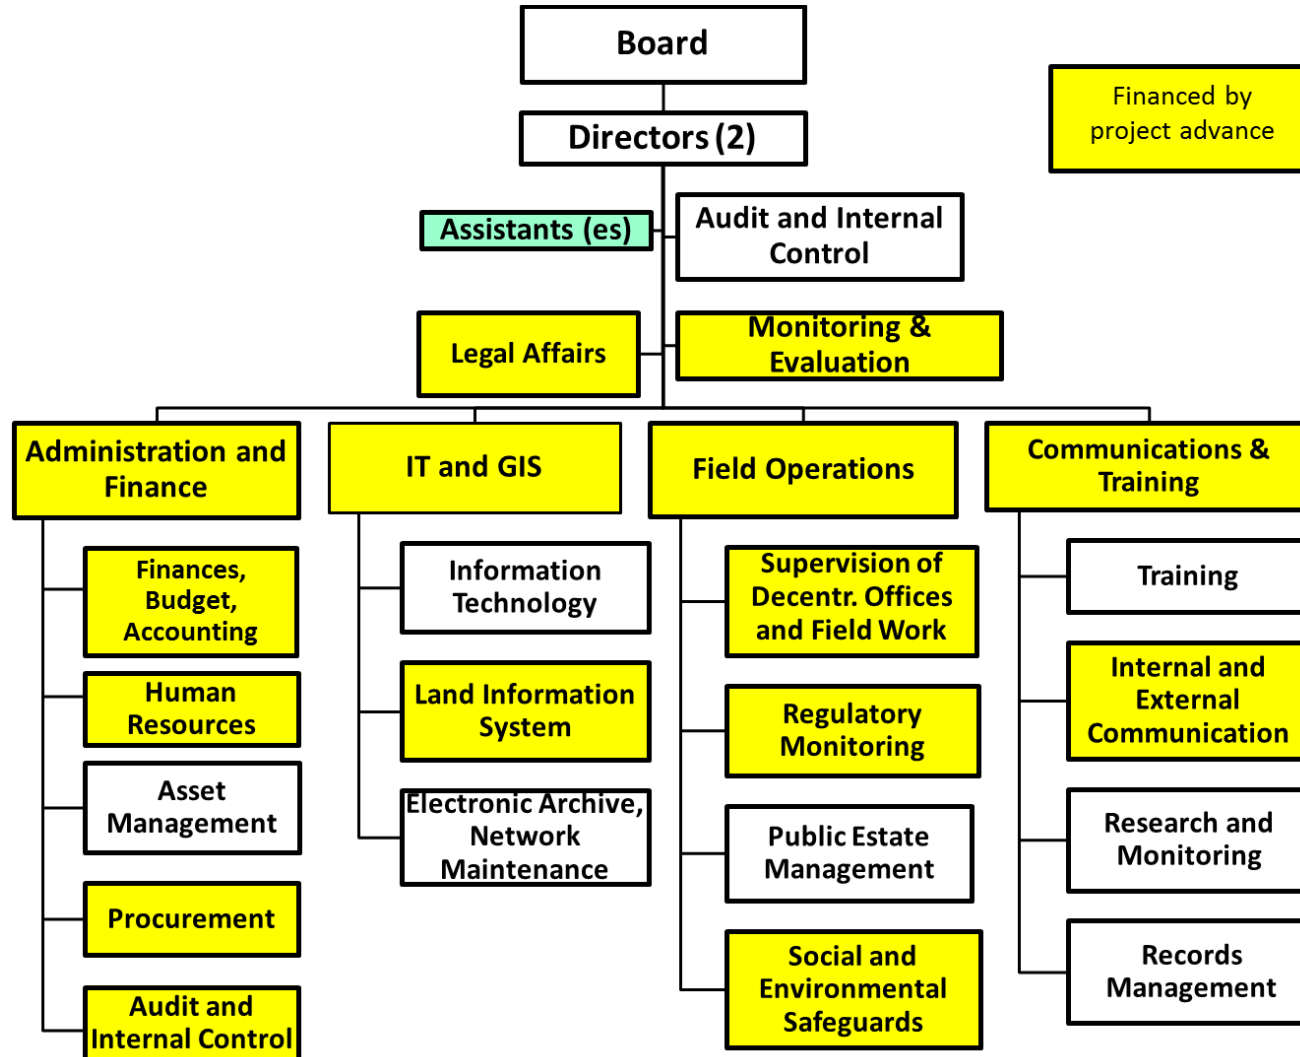 Board
Financed by
project advance
Directors (2)
Assistants (es)
Audit and Internal
Control
Legal Affairs
Monitoring &
Evaluation
Administration and
Finance
Finances,
Budget,
Accounting
Human
Resources
Asset
Management
Procurement
Audit and
Internal Control
IT and GIS
Information
Technology
Land Information
System
Electronic Archive,
Network
Maintenance
Field Operations
Supervision of
Decentr. Offices
and Field Work
Regulatory
Monitoring
Public Estate
Management
Social and
Environmental
Safeguards
Communications &
Training
Training
Internal and
External
Communication
Research and
Monitoring
Records
Management